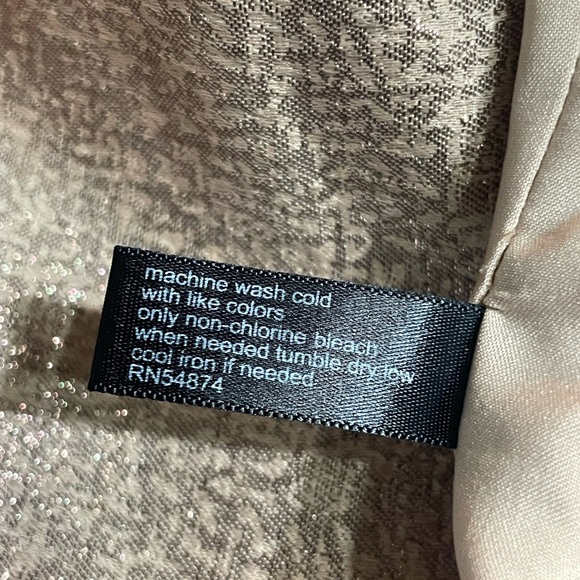 machine wash cold
with like colors
only non-chlorine bleach
when needed tumble dry low
cool iron if needed
RN54874